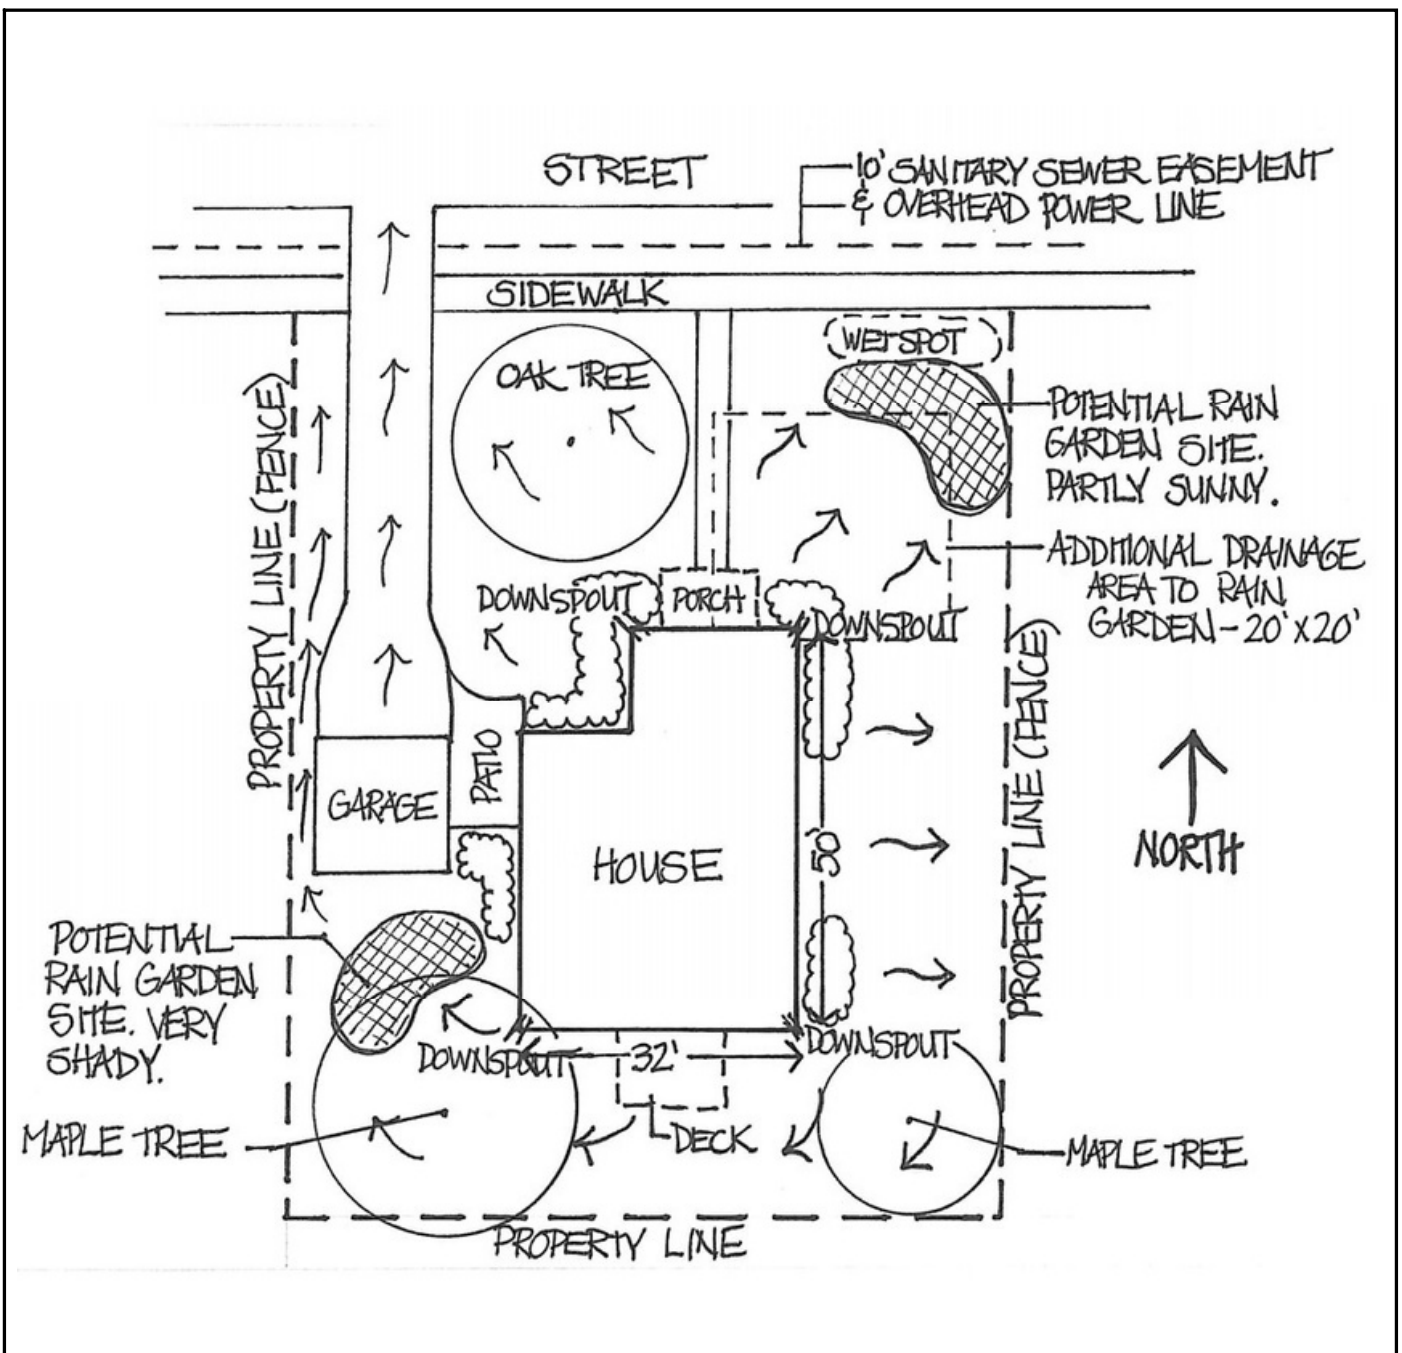 STREET
10' SANITARY SEWER EASEMENT
& OVERHEAD POWER LINE
SIDEWALK
WET SPOT
OAK TREE
PROPERTY LINE (FENCE)
POTENTIAL RAIN
GARDEN SITE.
PARTLY SUNNY.
ADDITIONAL DRAINAGE
AREA TO RAIN
GARDEN - 20' X 20'
DOWNSPOUT
PORCH
DOWNSPOUT
PATIO
GARAGE
HOUSE
50'
PROPERTY LINE (FENCE)
NORTH
POTENTIAL
RAIN GARDEN
SITE. VERY
SHADY.
DOWNSPOUT
32'
DOWNSPOUT
DECK
MAPLE TREE
MAPLE TREE
PROPERTY LINE